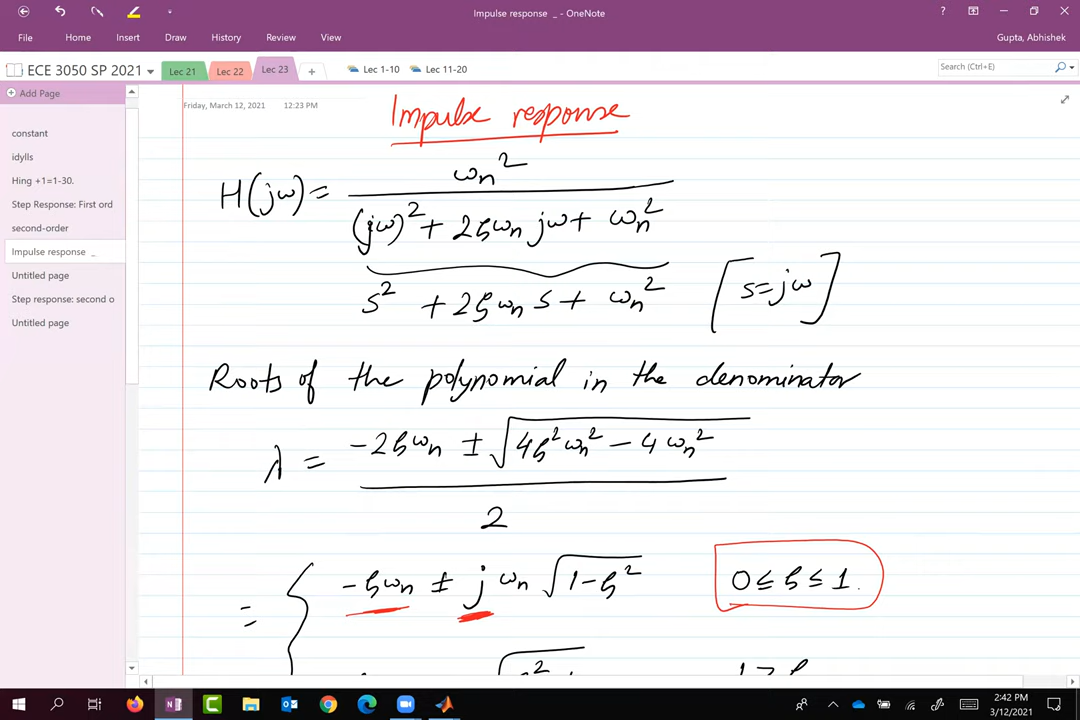 Impulse response _ - OneNote
File Home Insert Draw History Review View
Gupta, Abhishek
ECE 3050 SP 2021
Lec 21 Lec 22 Lec 23 + Lec 1-10 Lec 11-20
Search (Ctrl+E)
Add Page
constant
idylls
Hing +1=1-30.
Step Response: First ord
second-order
Impulse response _
Untitled page
Step response: second o
Untitled page
Friday, March 12, 2021 12:23 PM
Impulse response
H(jω) = ωn² / ((jω)² + 2ζωn jω + ωn²)
s² + 2ζωn s + ωn² [s=jω]
Roots of the polynomial in the denominator
λ = (-2ζωn ± √(4ζ²ωn² - 4ωn²)) / 2
= { -ζωn ± j ωn √(1-ζ²) 0 ≤ ζ ≤ 1.
2:42 PM
3/12/2021